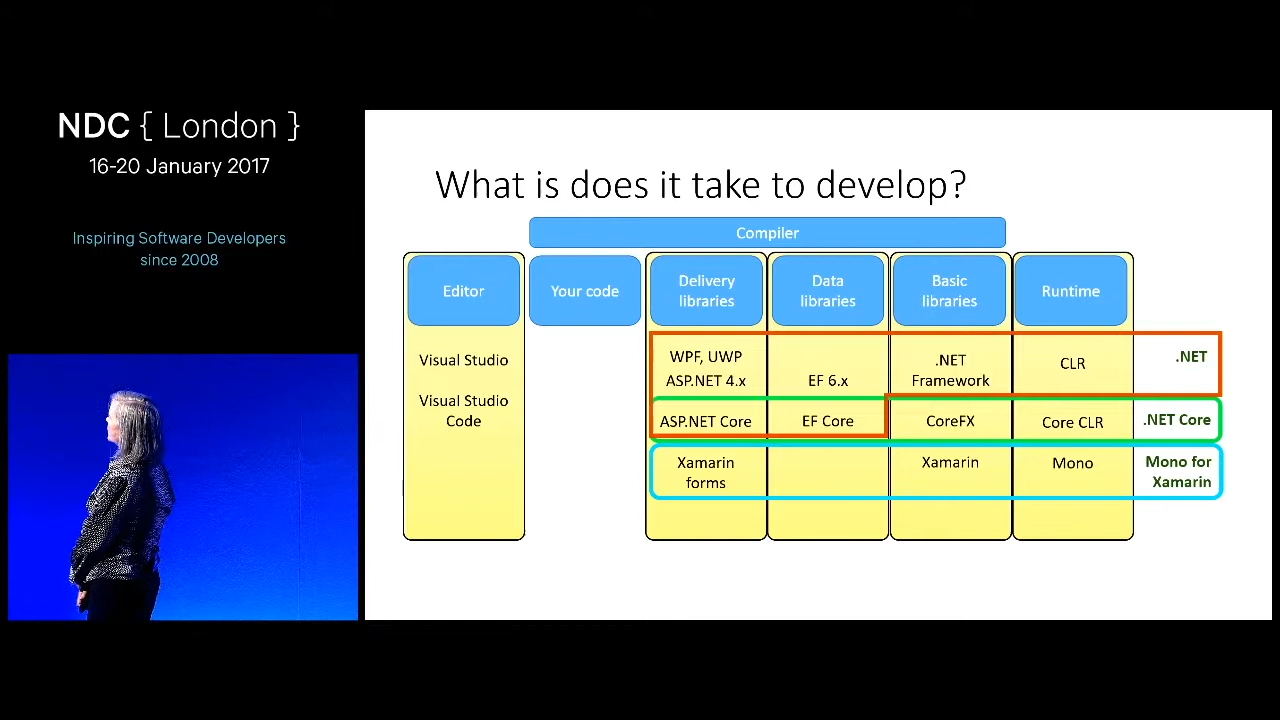 NDC { London }
16-20 January 2017
Inspiring Software Developers
since 2008
What is does it take to develop?
Compiler
Editor
Your code
Delivery
libraries
Data
libraries
Basic
libraries
Runtime
Visual Studio
Visual Studio
Code
WPF, UWP
ASP.NET 4.x
EF 6.x
.NET
Framework
CLR
.NET
ASP.NET Core
EF Core
CoreFX
Core CLR
.NET Core
Xamarin
forms
Xamarin
Mono
Mono for
Xamarin